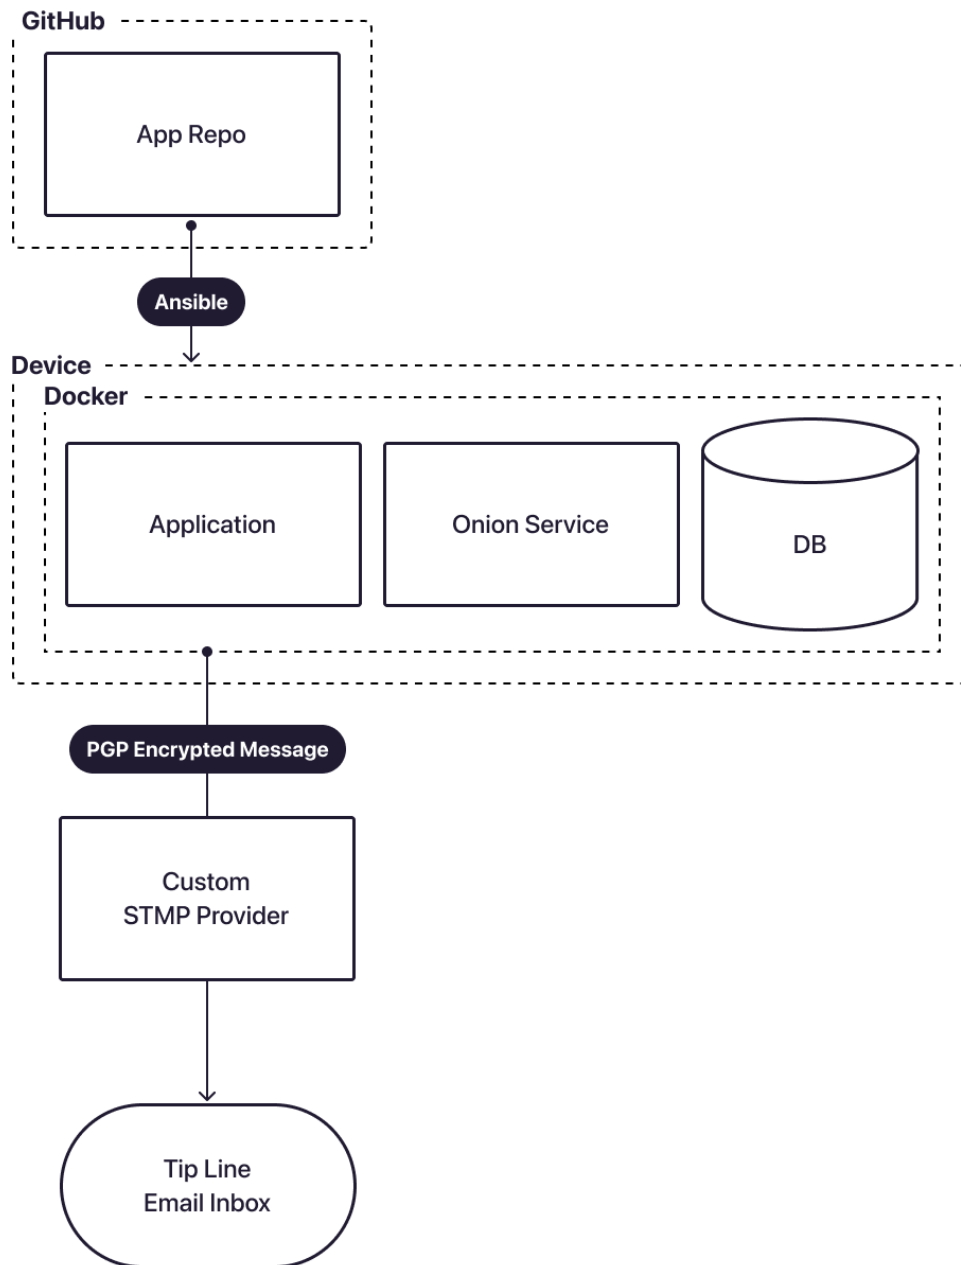 GitHub
App Repo
Ansible
Device
Docker
Application
Onion Service
DB
PGP Encrypted Message
Custom
STMP Provider
Tip Line
Email Inbox